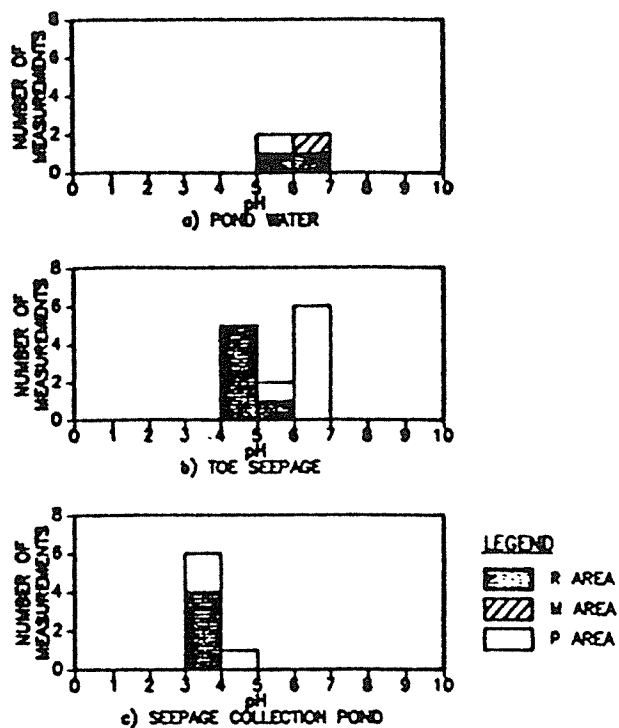 NUMBER OF
MEASUREMENTS
8
6
4
2
0
0 1 2 3 4 5 6 7 8 9 10
pH
a) POND WATER
NUMBER OF
MEASUREMENTS
8
6
4
2
0
0 1 2 3 4 5 6 7 8 9 10
pH
b) TOE SEEPAGE
NUMBER OF
MEASUREMENTS
8
6
4
2
0
0 1 2 3 4 5 6 7 8 9 10
pH
c) SEEPAGE COLLECTION POND
LEGEND
R AREA
M AREA
P AREA